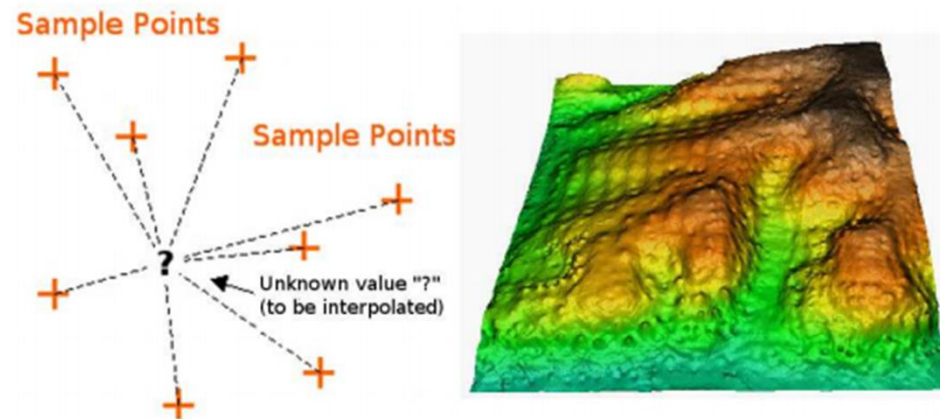 Sample Points
Sample Points
?
Unknown value "?"
(to be interpolated)